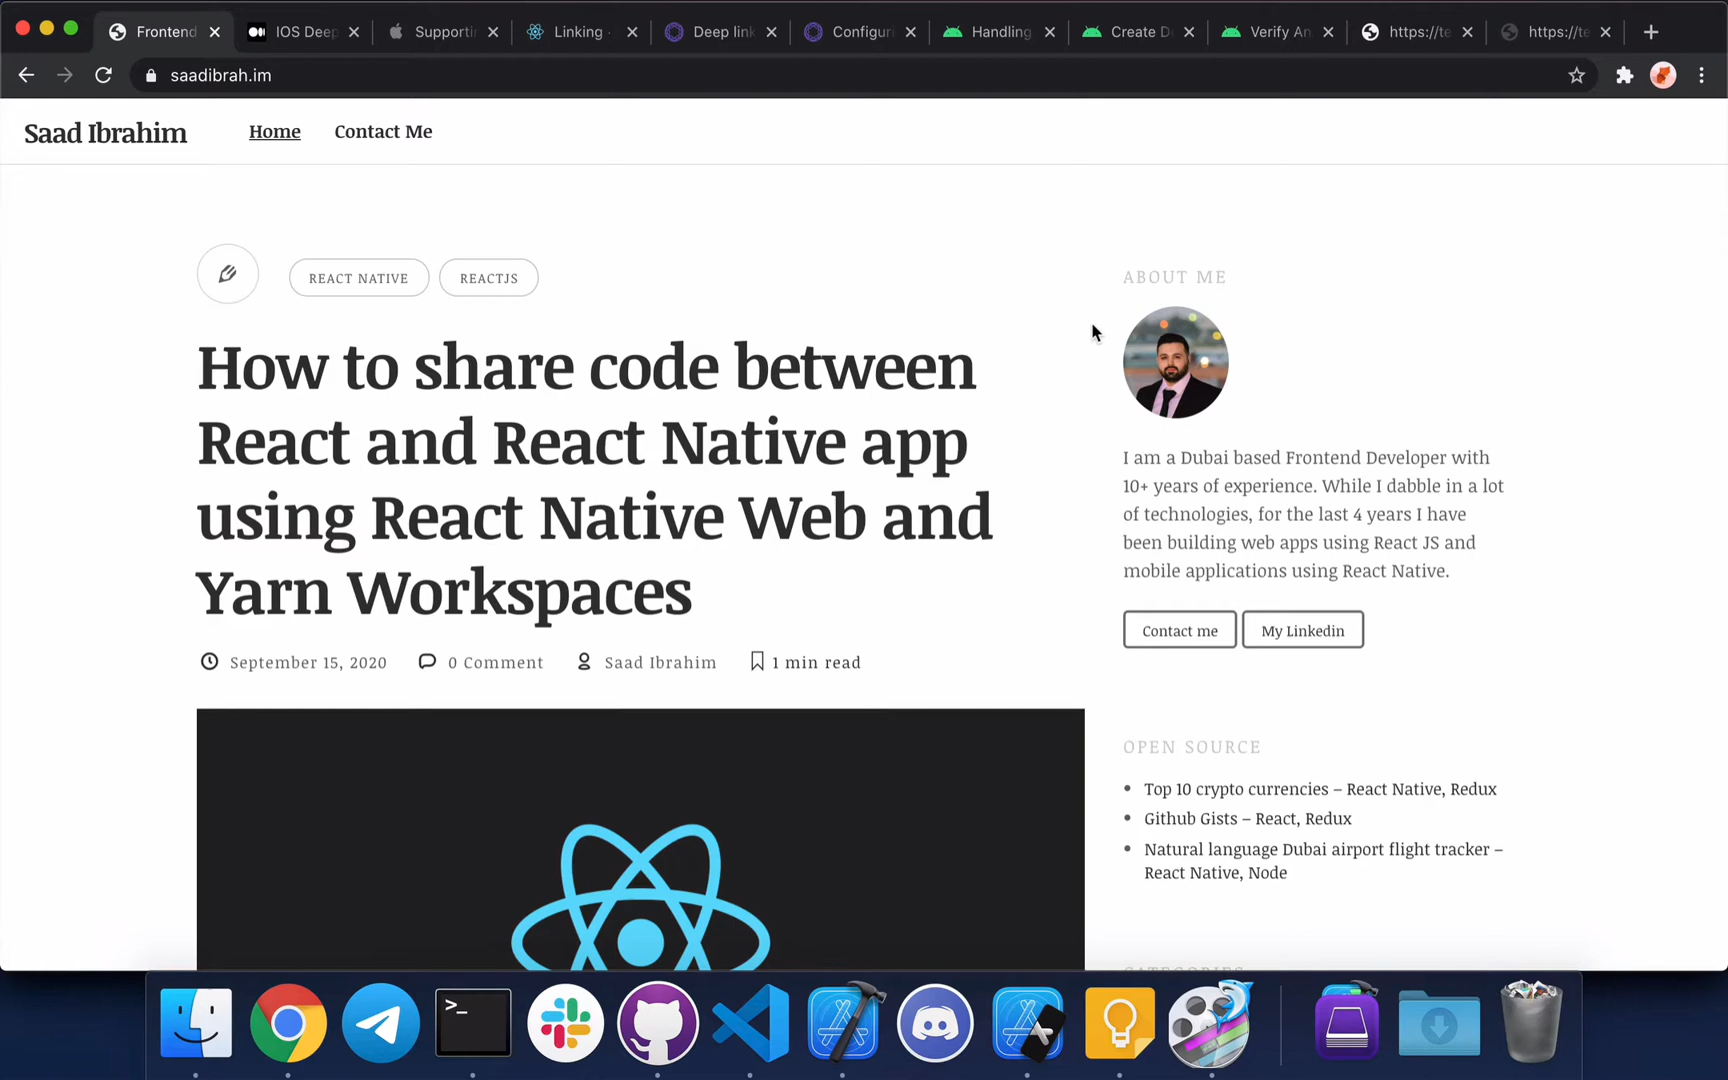 Frontend
IOS Deep
Supportin
Linking ·
Deep link
Configuri
Handling
Create De
Verify An
https://te
https://te
saadibrah.im
Saad Ibrahim
Home
Contact Me
REACT NATIVE
REACTJS
How to share code between
React and React Native app
using React Native Web and
Yarn Workspaces
September 15, 2020
0 Comment
Saad Ibrahim
1 min read
ABOUT ME
I am a Dubai based Frontend Developer with
10+ years of experience. While I dabble in a lot
of technologies, for the last 4 years I have
been building web apps using React JS and
mobile applications using React Native.
Contact me
My Linkedin
OPEN SOURCE
Top 10 crypto currencies – React Native, Redux
Github Gists – React, Redux
Natural language Dubai airport flight tracker –
React Native, Node
CATEGORIES
>_